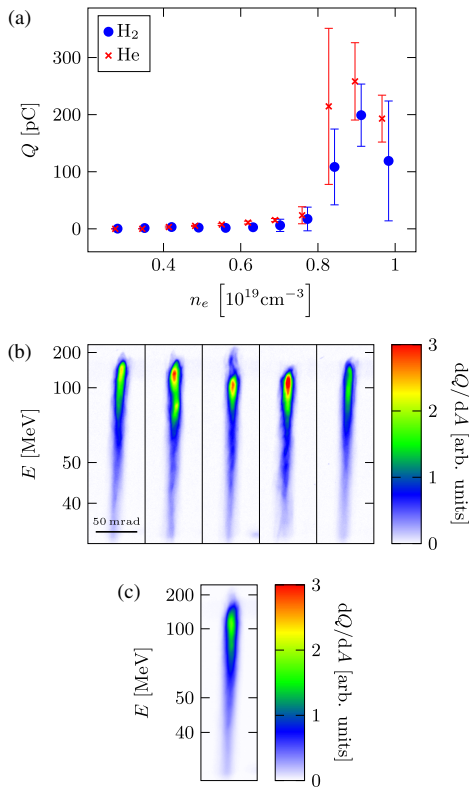 (a)
H₂
He
300
200
100
0
Q [pC]
0.4
0.6
0.8
1
nₑ [10¹⁹cm⁻³]
(b)
200
100
50
40
E [MeV]
50 mrad
3
2
1
0
dQ/dA [arb. units]
(c)
200
100
50
40
E [MeV]
3
2
1
0
dQ/dA [arb. units]